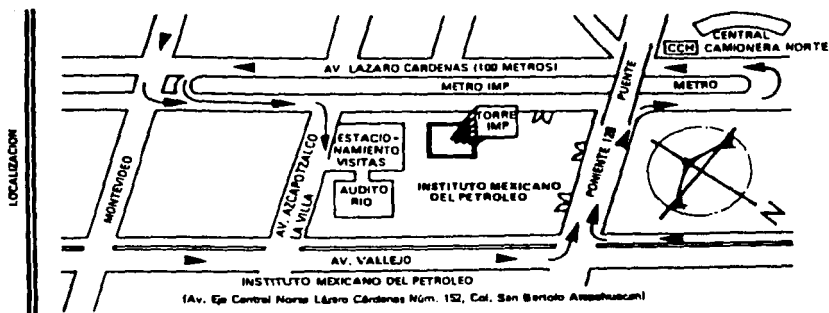 LOCALIZACION
CENTRAL
CCH CAMIONERA NORTE
AV. LAZARO CARDENAS (100 METROS)
METRO IMP
METRO
PUENTE
TORRE
IMP
ESTACIO-
NAMIENTO
VISITAS
AUDITO
RIO
MONTEVIDEO
AV. AZCAPOTZALCO
LA VILLA
INSTITUTO MEXICANO
DEL PETROLEO
PONIENTE 128
N
AV. VALLEJO
INSTITUTO MEXICANO DEL PETROLEO
(Av. Eje Central Norte Lázaro Cárdenas Núm. 152, Col. San Bartolo Atepehuacan)